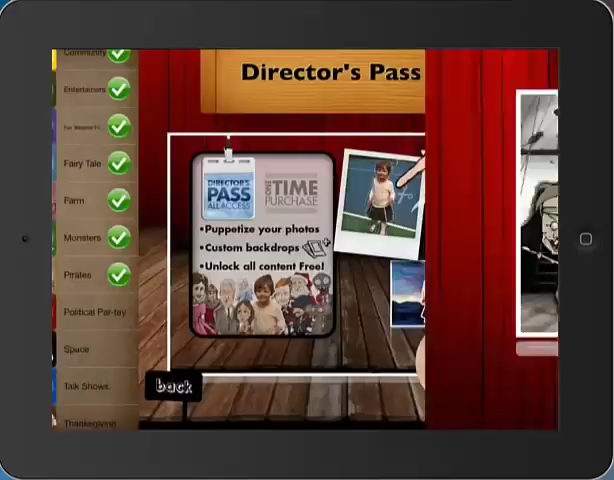 Community
Entertainers
Fairy Tale
Farm
Monsters
Pirates
Political Par-tay
Space
Talk Shows
Thanksgiving
Director's Pass
DIRECTOR'S
PASS
ALL ACCESS
ONE TIME
PURCHASE
•Puppetize your photos
•Custom backdrops
•Unlock all content Free!
back